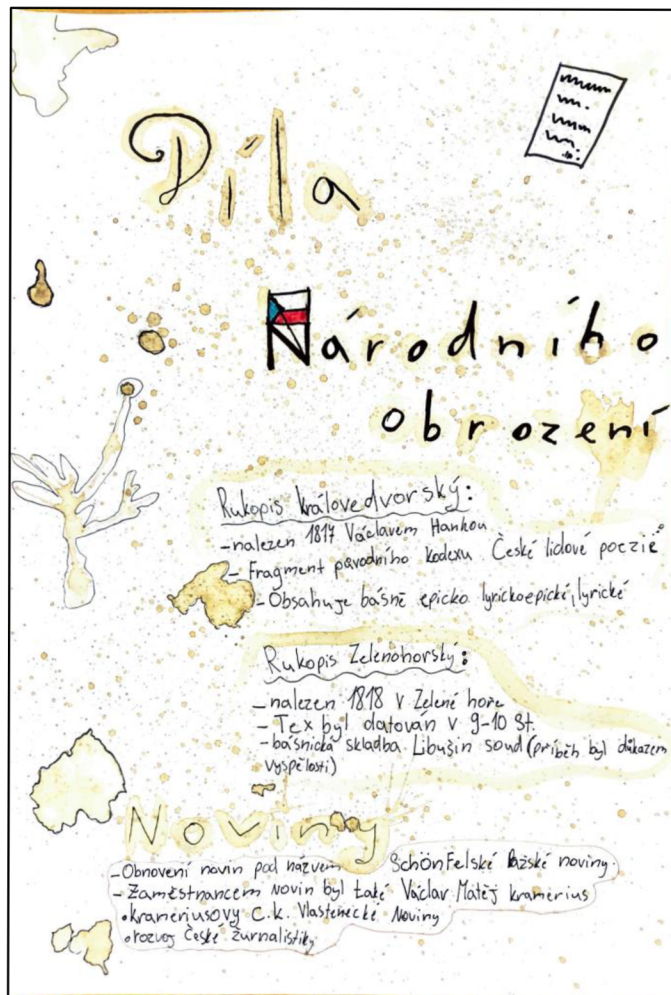 Díla
Národního
obrození
Rukopis Královedvorský:
-nalezen 1817 Václavem Hankou
- Fragment původního kodexu České lidové poezie
- Obsahuje básně epicko lyrickoepické, lyrické
Rukopis Zelenohorský:
- nalezen 1818 v Zelené hoře
- Tex byl datován v 9-10 St.
- básnická skladba Libušin soud (příběh byl důkazem
vyspělosti)
Noviny
- Obnovení novin pod názvem Schönfelské noviny.
- Zaměstnancem novin byl také Václav Matěj kramerius
• krameriusovy C.k. Vlastenecké Noviny
• rozvoj České žurnalistiky